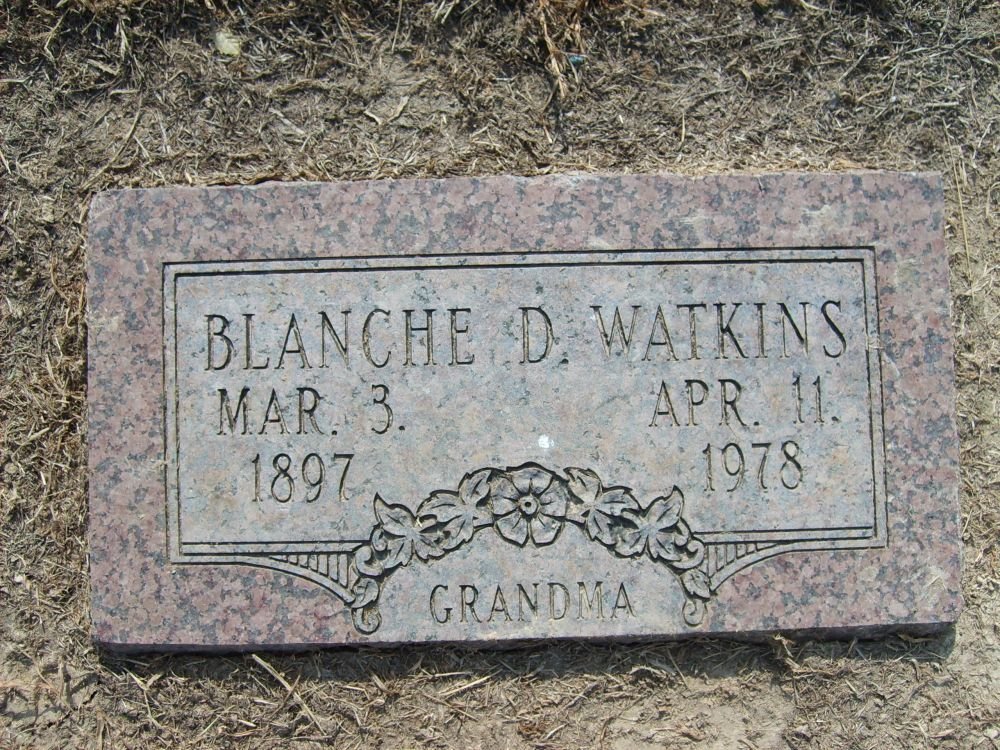 BLANCHE D. WATKINS
MAR. 3. APR. 11.
1897 1978
GRANDMA